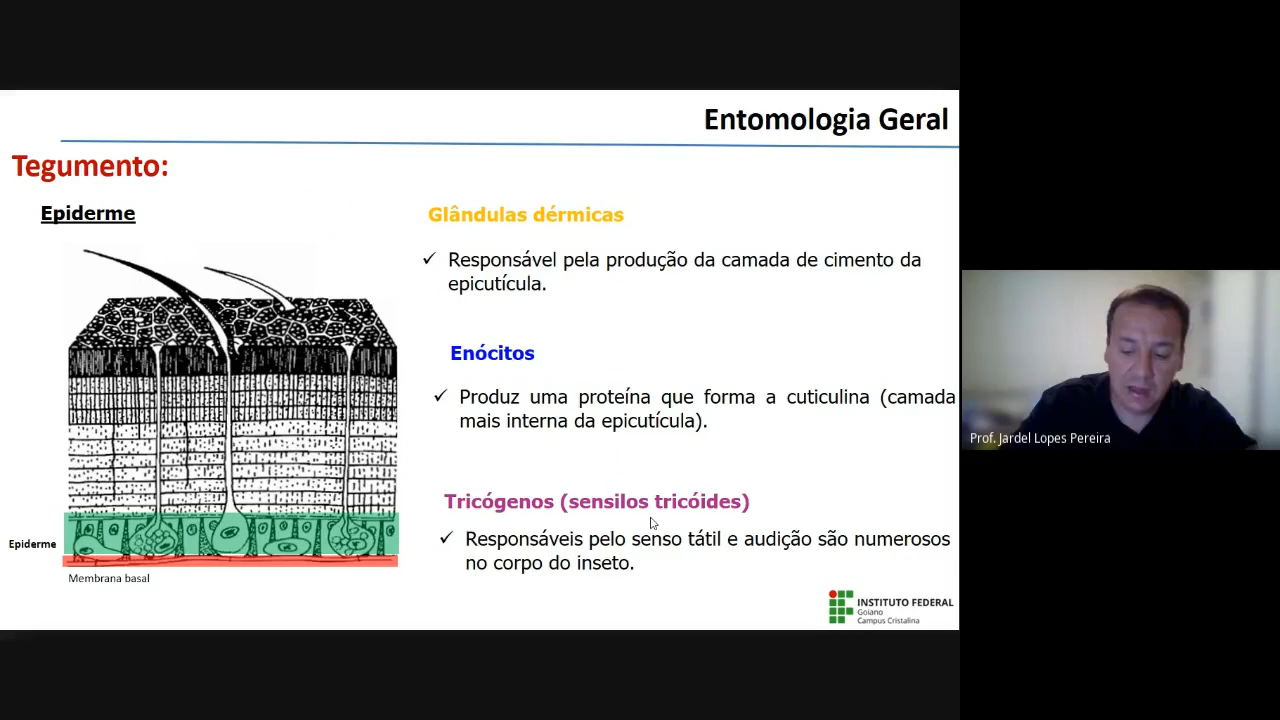 Entomologia Geral
Tegumento:
Epiderme
Glândulas dérmicas
✓ Responsável pela produção da camada de cimento da
epicutícula.
Enócitos
✓ Produz uma proteína que forma a cuticulina (camada
mais interna da epicutícula).
Tricógenos (sensilos tricóides)
✓ Responsáveis pelo senso tátil e audição são numerosos
no corpo do inseto.
Epiderme
Membrana basal
INSTITUTO FEDERAL
Goiano
Campus Cristalina
Prof. Jardel Lopes Pereira